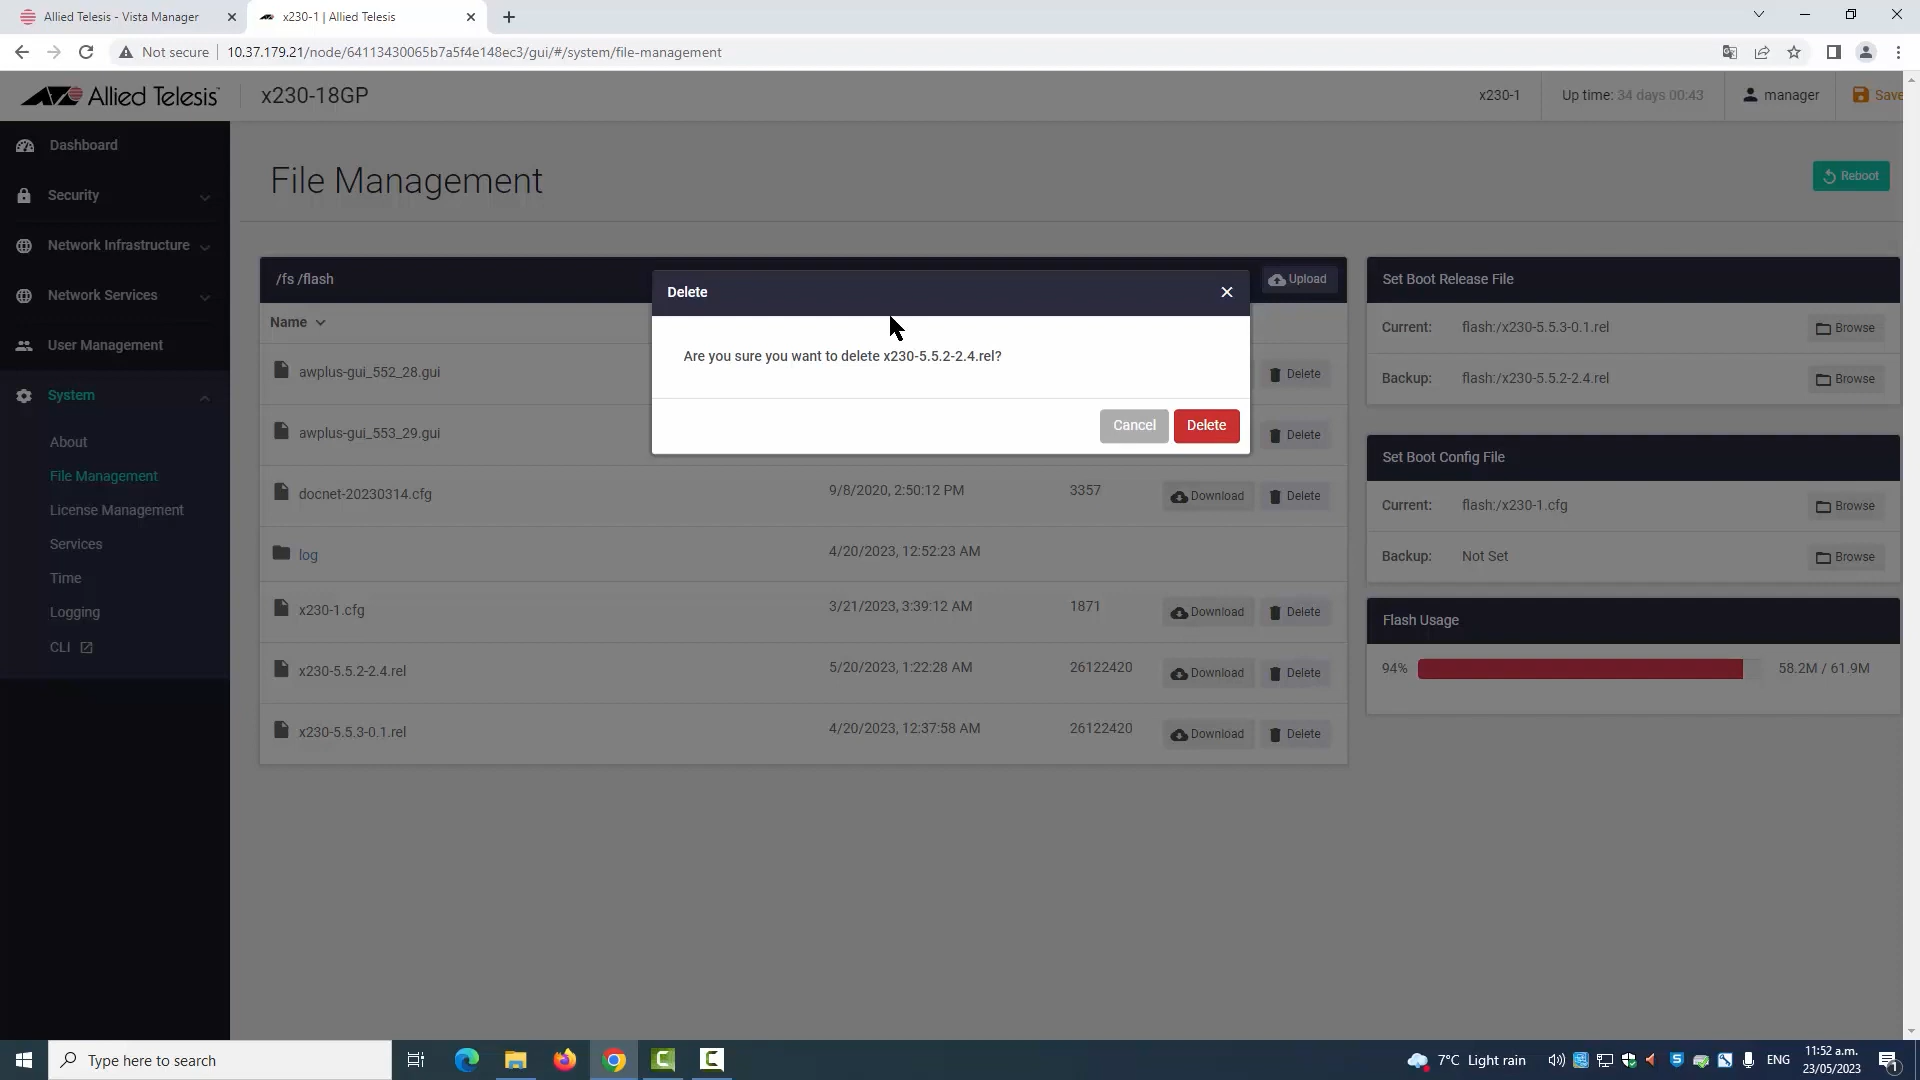 Allied Telesis - Vista Manager
x230-1 | Allied Telesis
Not secure
10.37.179.21/node/64113430065b7a5f4e148ec3/gui/#/system/file-management
Allied Telesis
x230-18GP
x230-1
Up time: 34 days 00:43
manager
Save
Dashboard
Security
Network Infrastructure
Network Services
User Management
System
About
File Management
License Management
Services
Time
Logging
CLI
File Management
Reboot
/fs /flash
Upload
Name
awplus-gui_552_28.gui
Delete
awplus-gui_553_29.gui
Delete
docnet-20230314.cfg 9/8/2020, 2:50:12 PM 3357 Download Delete
log 4/20/2023, 12:52:23 AM
x230-1.cfg 3/21/2023, 3:39:12 AM 1871 Download Delete
x230-5.5.2-2.4.rel 5/20/2023, 1:22:28 AM 26122420 Download Delete
x230-5.5.3-0.1.rel 4/20/2023, 12:37:58 AM 26122420 Download Delete
Delete
Are you sure you want to delete x230-5.5.2-2.4.rel?
Cancel Delete
Set Boot Release File
Current: flash:/x230-5.5.3-0.1.rel Browse
Backup: flash:/x230-5.5.2-2.4.rel Browse
Set Boot Config File
Current: flash:/x230-1.cfg Browse
Backup: Not Set Browse
Flash Usage
94% 58.2M / 61.9M
Type here to search
7°C Light rain
ENG
11:52 a.m.
23/05/2023
1